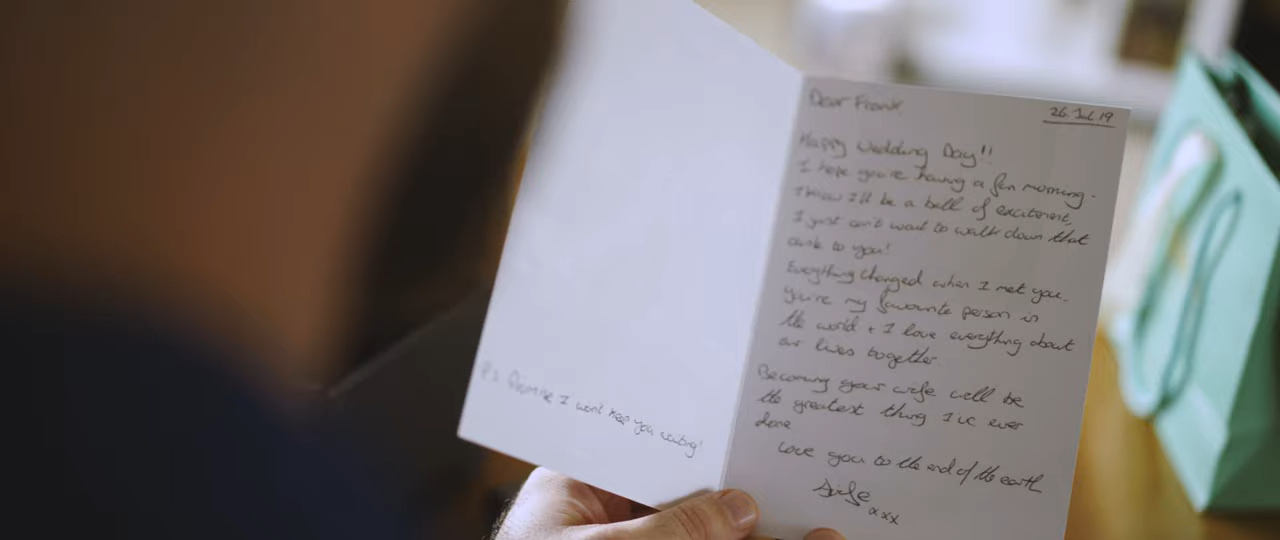 P.S. Promise I won't keep you waiting!
Dear Frank,
26. Jul. 19
Happy Wedding Day!!
I hope you're having a fun morning.
I know I'll be a ball of excitement,
I just can't wait to walk down that
aisle to you!
Everything changed when I met you.
You're my favourite person in
the world + I love everything about
our lives together.
Becoming your wife will be
the greatest thing I've ever
done
Love you to the end of the earth
Aoife
xxx